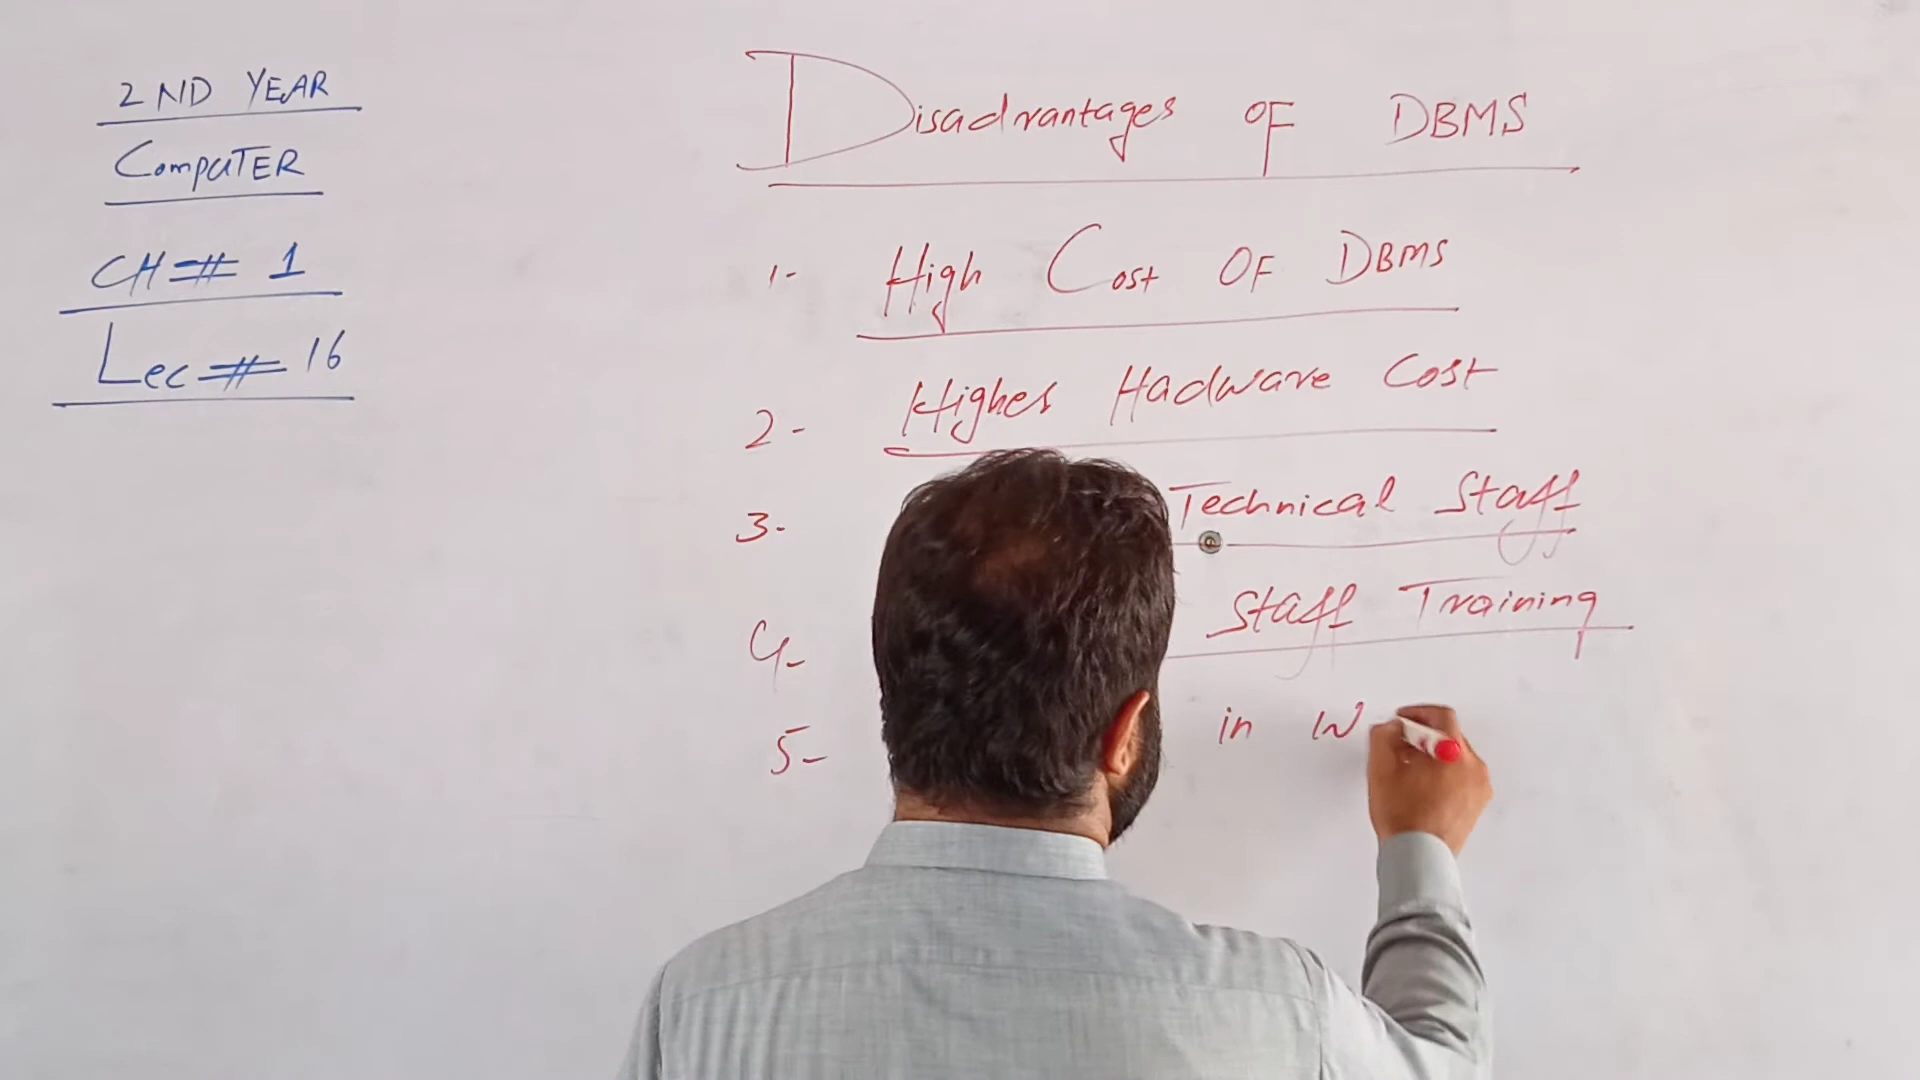 2ND YEAR
COMPUTER
CH# 1
Lec# 16
Disadvantages OF DBMS
1- High Cost OF DBMS
2- Higher Hadware Cost
3- Technical Staff
4- Staff Training
5- in W